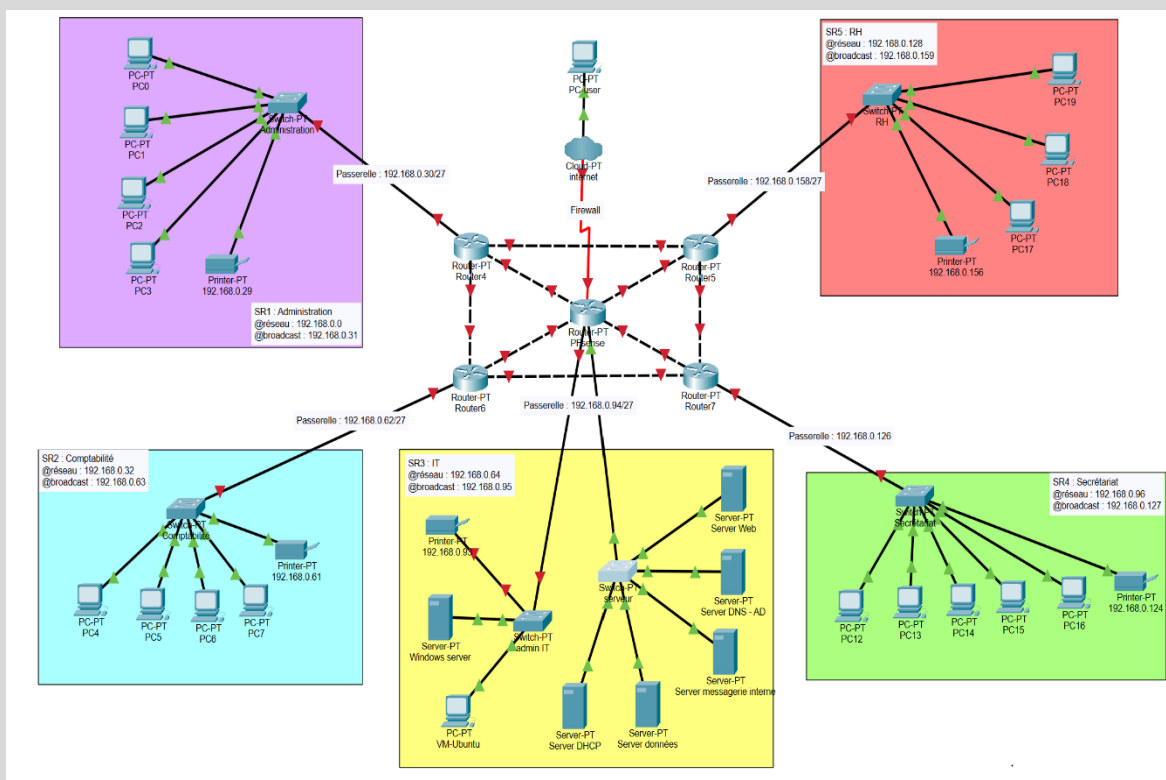 PC-PT
PC0
PC-PT
PC1
PC-PT
PC2
PC-PT
PC3
Switch-PT
Administration
Printer-PT
192.168.0.29
SR1 : Administration
@réseau : 192.168.0.0
@broadcast : 192.168.0.31
Passerelle : 192.168.0.30/27
PC-PT
PC-user
Cloud-PT
internet
Firewall
SR5 : RH
@réseau : 192.168.0.128
@broadcast : 192.168.0.159
Switch-PT
RH
PC-PT
PC19
PC-PT
PC18
PC-PT
PC17
Printer-PT
192.168.0.156
Passerelle : 192.168.0.158/27
Router-PT
Router4
Router-PT
Router5
Router-PT
PFsense
Router-PT
Router6
Router-PT
Router7
Passerelle : 192.168.0.62/27
Passerelle : 192.168.0.94/27
Passerelle : 192.168.0.126
SR2 : Comptabilité
@réseau : 192.168.0.32
@broadcast : 192.168.0.63
Switch-PT
Comptabilité
Printer-PT
192.168.0.61
PC-PT
PC4
PC-PT
PC5
PC-PT
PC6
PC-PT
PC7
SR3 : IT
@réseau : 192.168.0.64
@broadcast : 192.168.0.95
Printer-PT
Server-PT
Windows server
Switch-PT
admin IT
PC-PT
VM-Ubuntu
Switch-PT
serveur
Server-PT
Server Web
Server-PT
Server DNS - AD
Server-PT
Server messagerie interne
Server-PT
Server DHCP
Server-PT
Server données
SR4 : Secrétariat
@réseau : 192.168.0.96
@broadcast : 192.168.0.127
Switch-PT
Secrétariat
Printer-PT
192.168.0.124
PC-PT
PC12
PC-PT
PC13
PC-PT
PC14
PC-PT
PC15
PC-PT
PC16